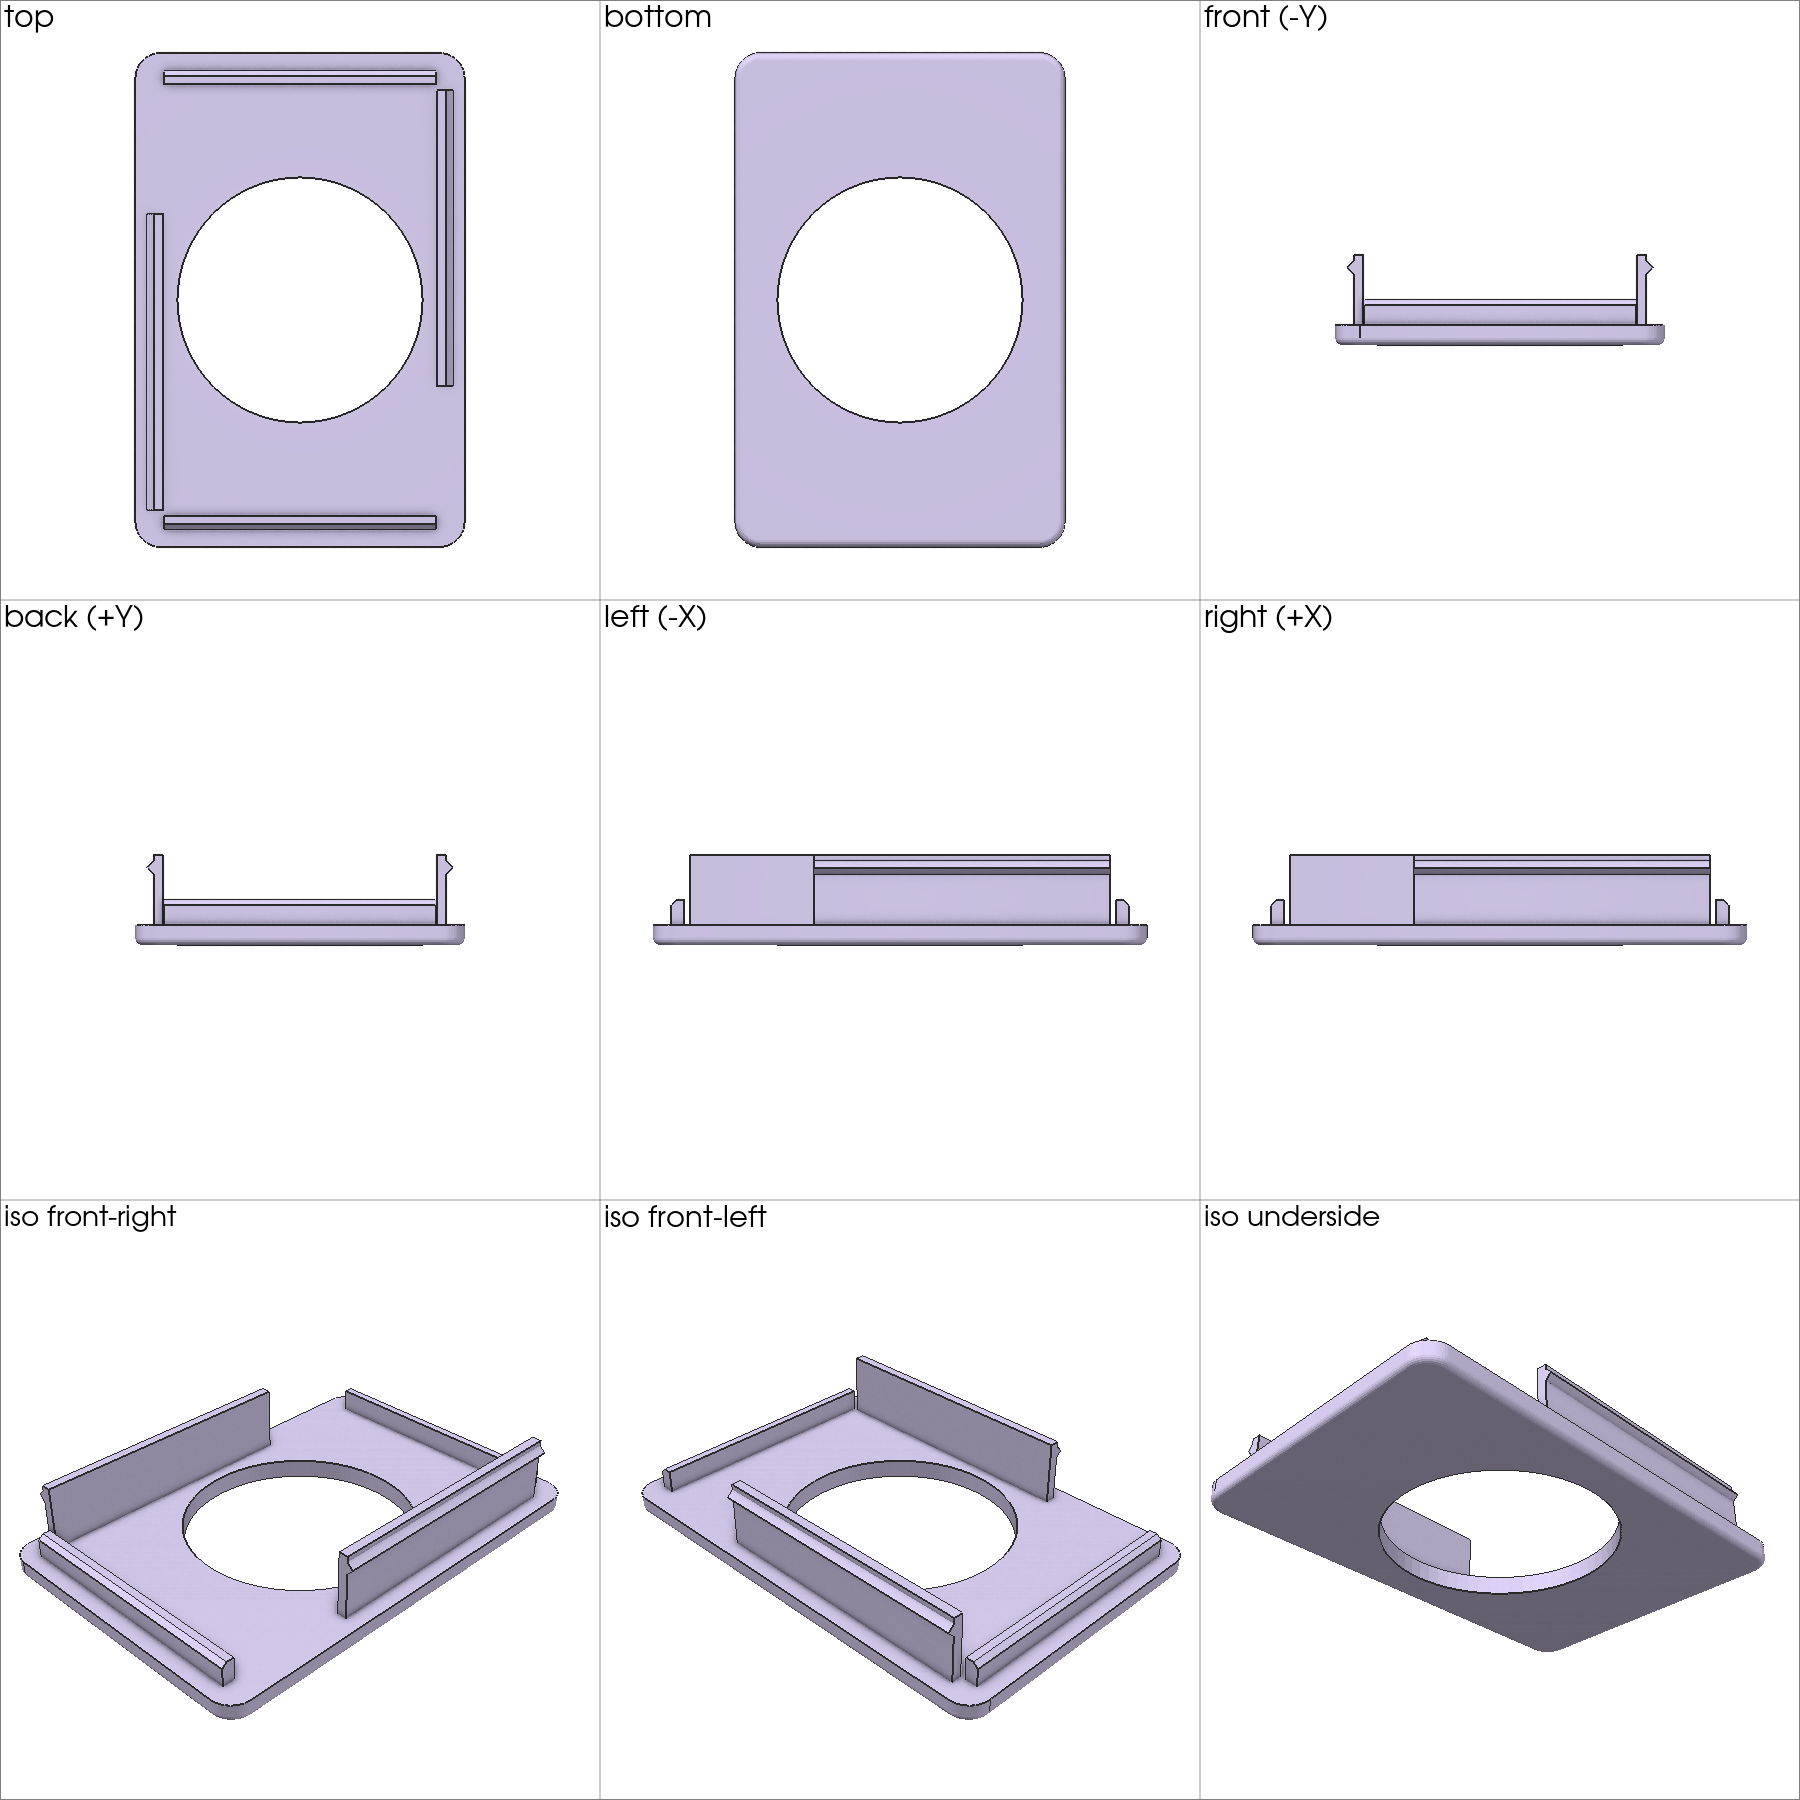 top
bottom
front (-Y)
back (+Y)
left (-X)
right (+X)
iso front-right
iso front-left
iso underside